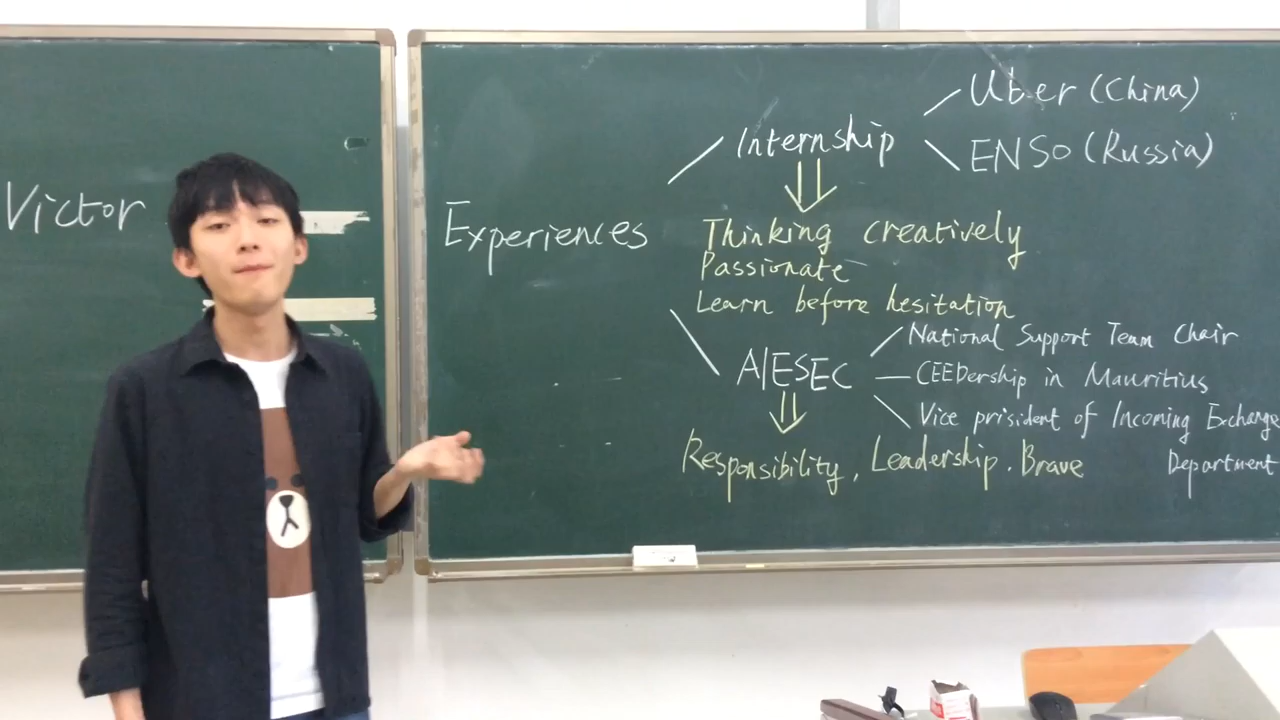 Victor
Experiences
Internship
Uber (China)
ENSO (Russia)
Thinking creatively
Passionate
Learn before hesitation
AIESEC
National Support Team Chair
CEEDership in Mauritius
Vice prisident of Incoming Exchange
Department
Responsibility, Leadership. Brave